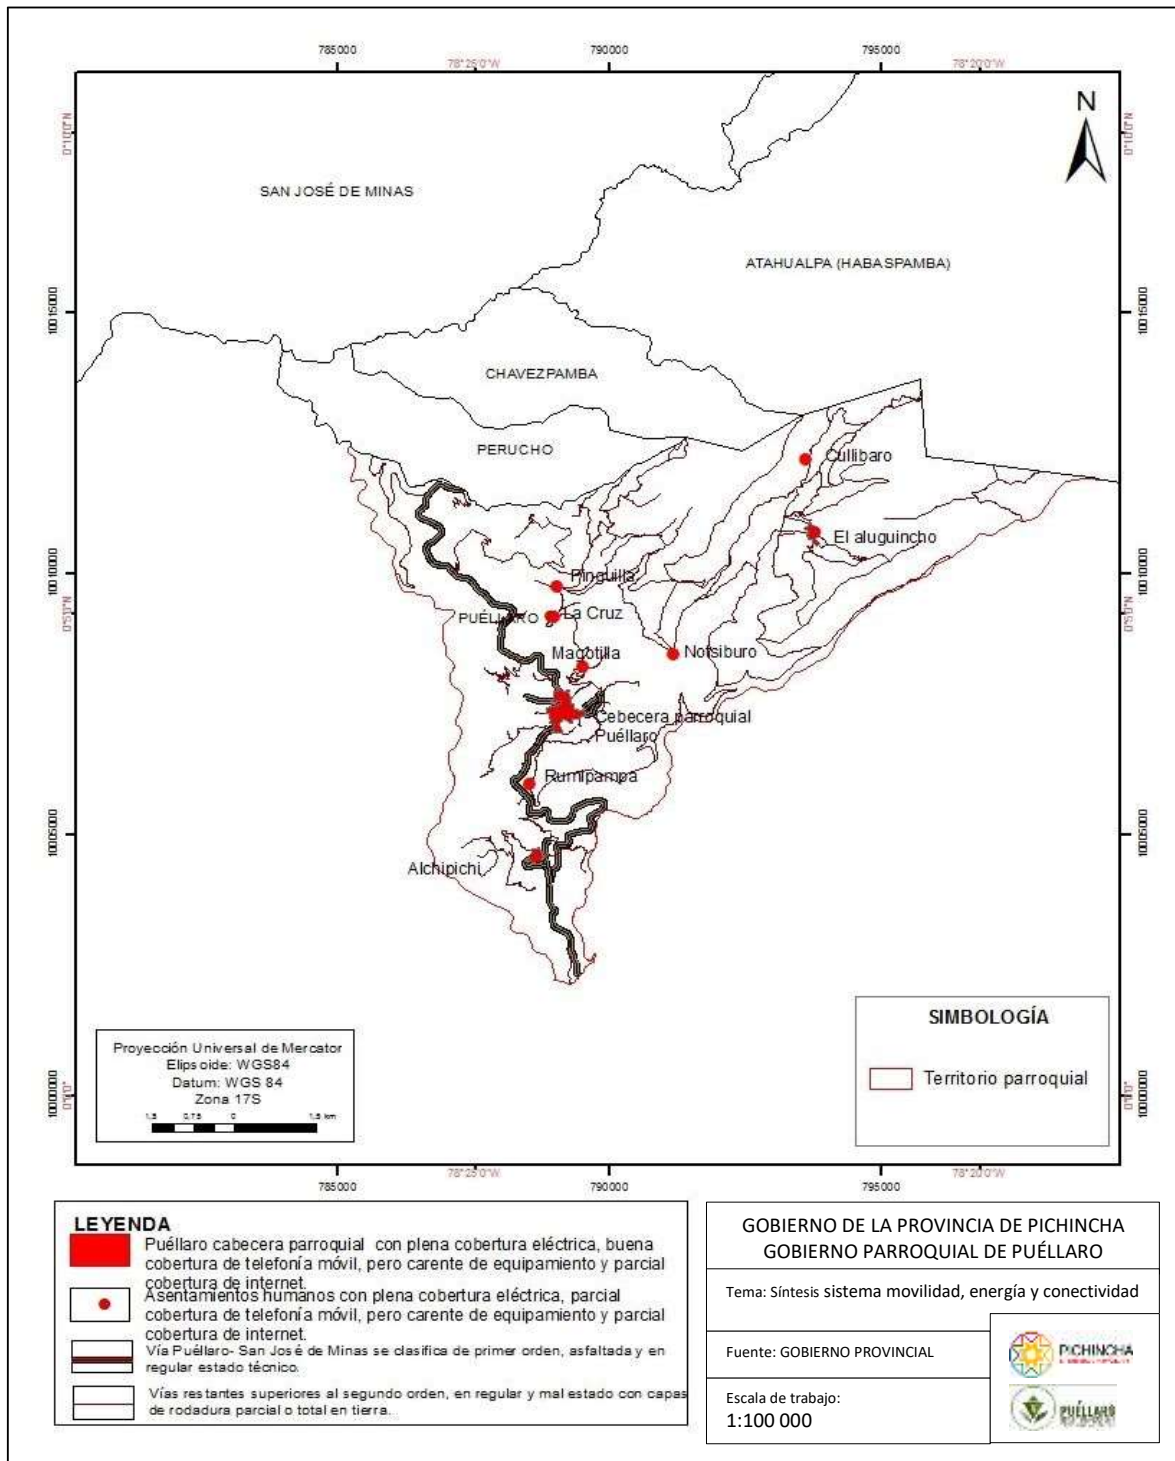 785000
790000
795000
78°25'0"W
78°20'0"W
N
0°10'0"N
0°10'0"N
SAN JOSÉ DE MINAS
ATAHUALPA (HABASPAMBA)
10015000
10015000
CHAVEZPAMBA
PERUCHO
Cullibaro
El aluguincho
10010000
10010000
Pinguilla
0°5'0"N
0°5'0"N
PUÉLLARO
La Cruz
Magotilla
Notsiburo
Cebecera parroquial
Puéllaro
Rumipampa
10005000
10005000
Alchipichi
Proyección Universal de Mercator
Elipsoide: WGS84
Datum: WGS 84
Zona 17S
1,5 0,75 0 1,5 km
SIMBOLOGÍA
Territorio parroquial
10000000
10000000
0°0'0"
0°0'0"
78°25'0"W
78°20'0"W
785000
790000
795000
LEYENDA
Puéllaro cabecera parroquial con plena cobertura eléctrica, buena
cobertura de telefonía móvil, pero carente de equipamiento y parcial
cobertura de internet.
Asentamientos humanos con plena cobertura eléctrica, parcial
cobertura de telefonía móvil, pero carente de equipamiento y parcial
cobertura de internet.
Vía Puéllaro- San José de Minas se clasifica de primer orden, asfaltada y en
regular estado técnico.
Vías restantes superiores al segundo orden, en regular y mal estado con capas
de rodadura parcial o total en tierra.
GOBIERNO DE LA PROVINCIA DE PICHINCHA
GOBIERNO PARROQUIAL DE PUÉLLARO
Tema: Síntesis sistema movilidad, energía y conectividad
Fuente: GOBIERNO PROVINCIAL
Escala de trabajo:
1:100 000
PICHINCHA
PUÉLLARO